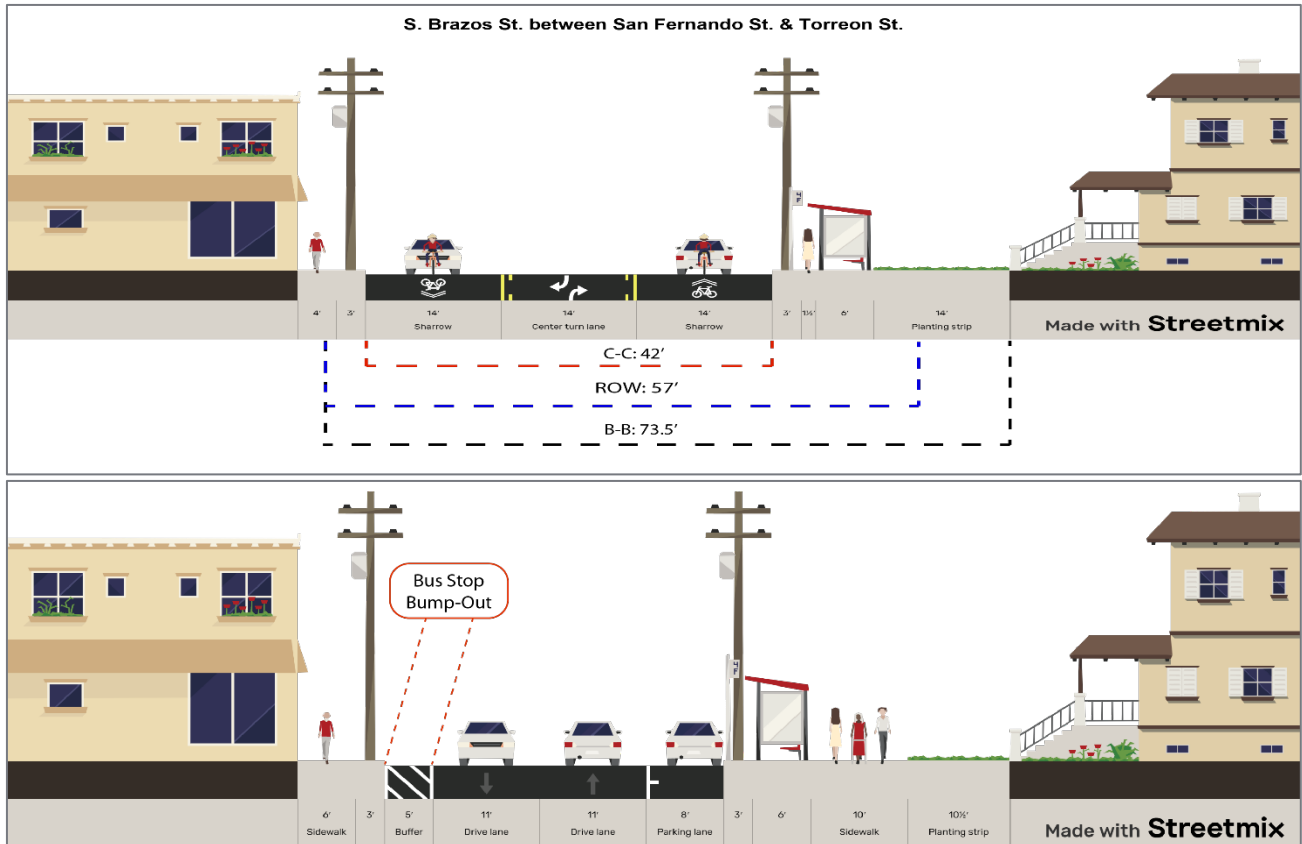 S. Brazos St. between San Fernando St. & Torreon St.
4' 3' 14' 14' 14' 3' 1½' 6' 14'
Sharrow Center turn lane Sharrow Planting strip
Made with Streetmix
C-C: 42'
ROW: 57'
B-B: 73.5'
Bus Stop
Bump-Out
6' 3' 5' 11' 11' 8' 3' 6' 10' 10½'
Sidewalk Buffer Drive lane Drive lane Parking lane Sidewalk Planting strip
Made with Streetmix